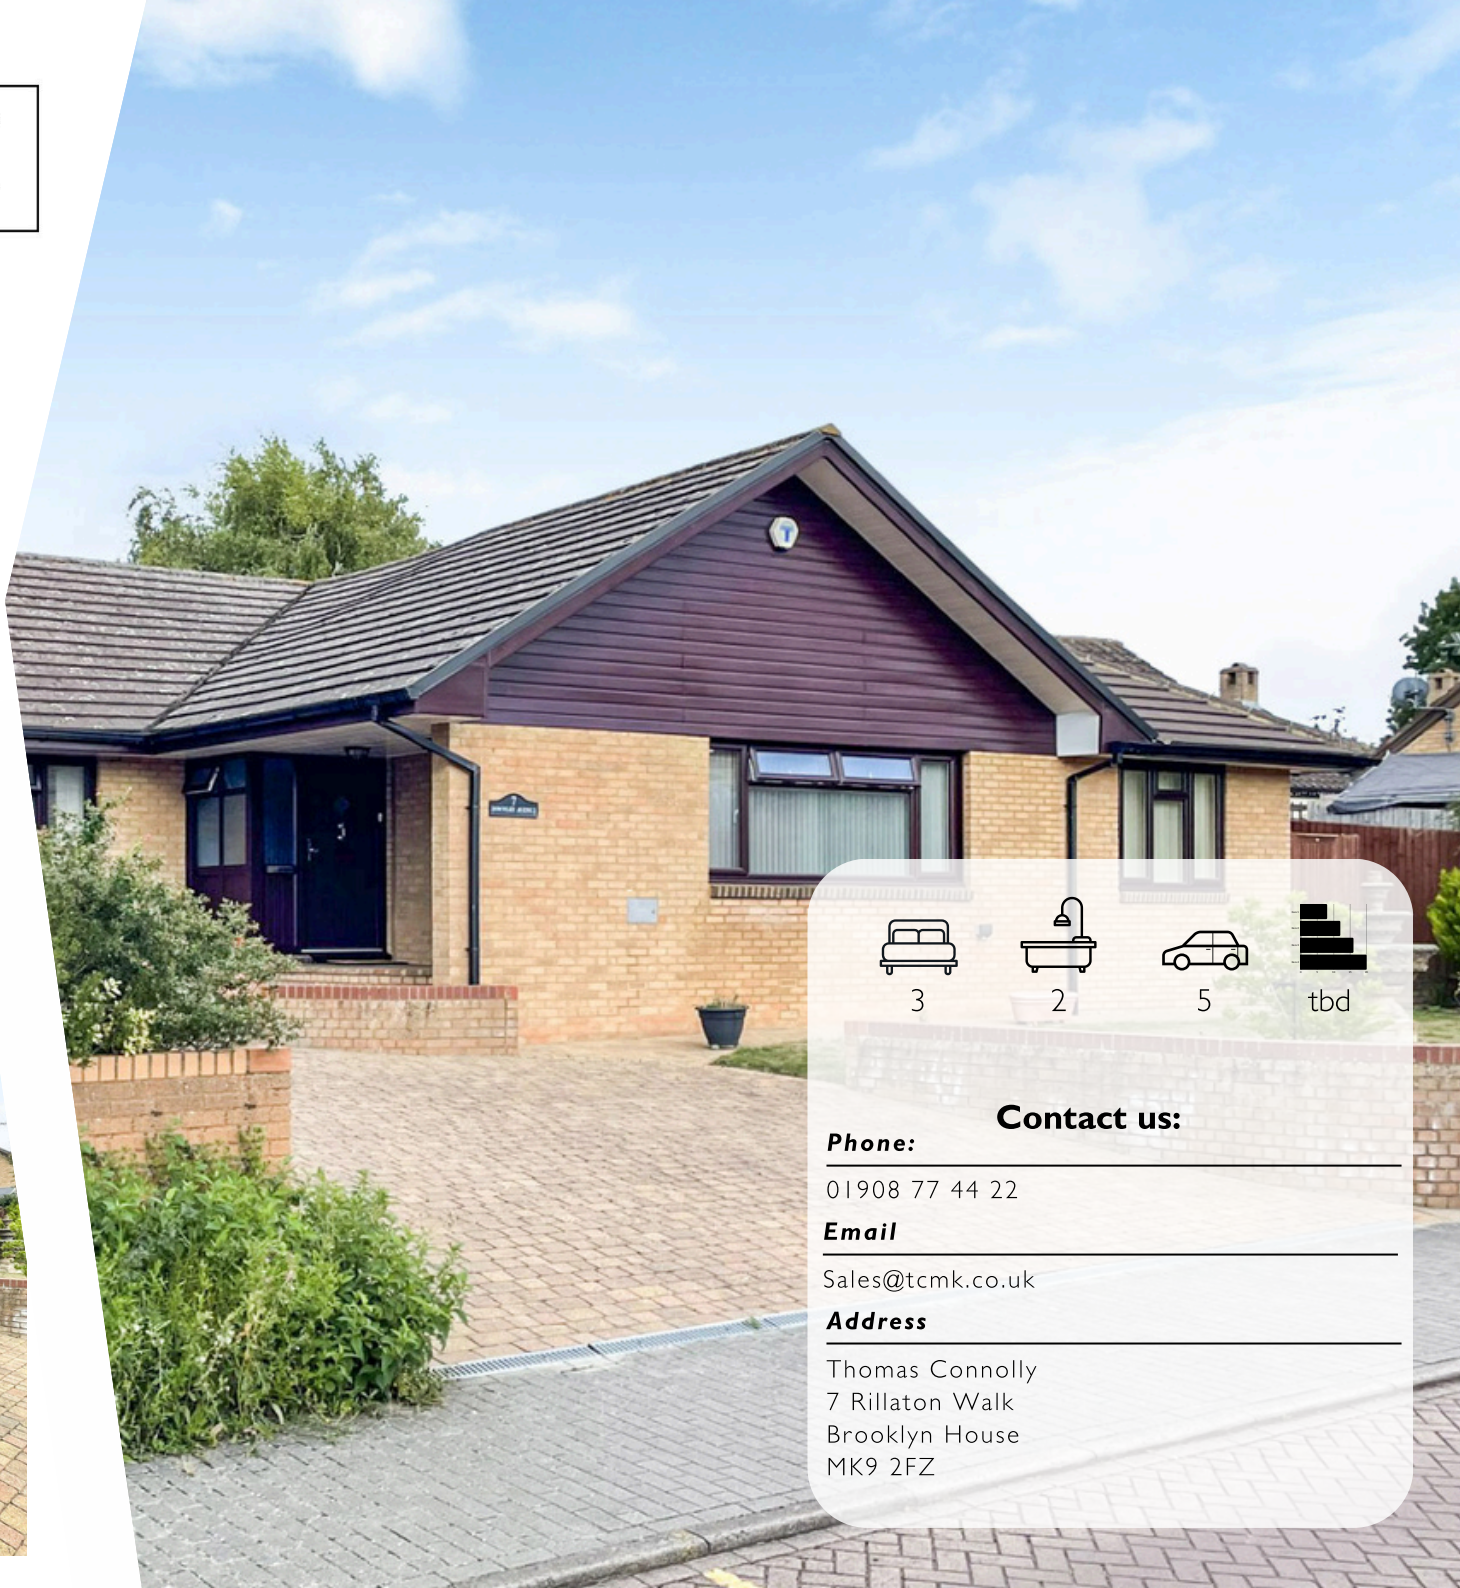 7
3
2
5
tbd
Contact us:
Phone:
01908 77 44 22
Email
Sales@tcmk.co.uk
Address
Thomas Connolly
7 Rillaton Walk
Brooklyn House
MK9 2FZ